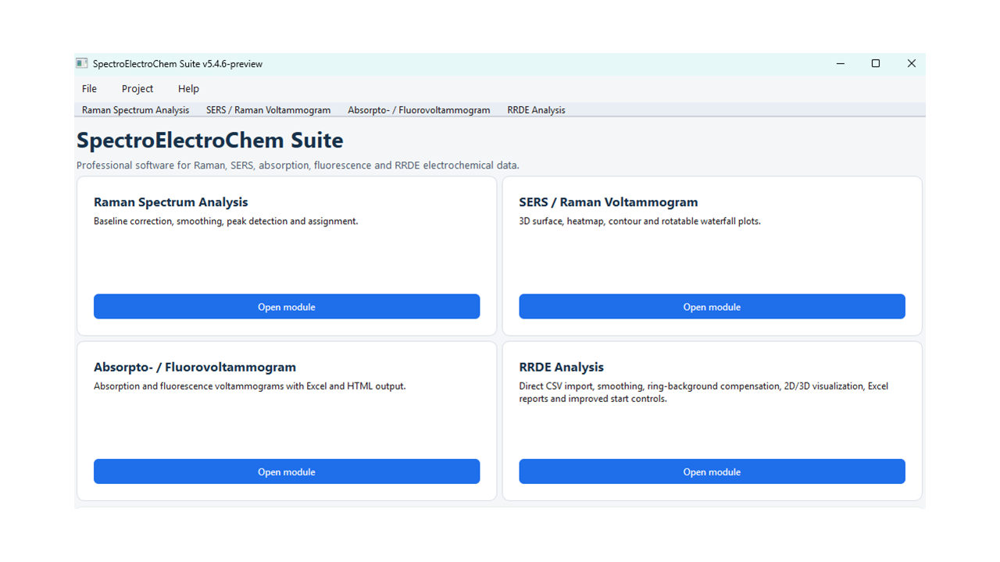 SpectroElectroChem Suite v5.4.6-preview
File Project Help
Raman Spectrum Analysis SERS / Raman Voltammogram Absorpto- / Fluorovoltammogram RRDE Analysis
SpectroElectroChem Suite
Professional software for Raman, SERS, absorption, fluorescence and RRDE electrochemical data.
Raman Spectrum Analysis
Baseline correction, smoothing, peak detection and assignment.
Open module
SERS / Raman Voltammogram
3D surface, heatmap, contour and rotatable waterfall plots.
Open module
Absorpto- / Fluorovoltammogram
Absorption and fluorescence voltammograms with Excel and HTML output.
Open module
RRDE Analysis
Direct CSV import, smoothing, ring-background compensation, 2D/3D visualization, Excel
reports and improved start controls.
Open module